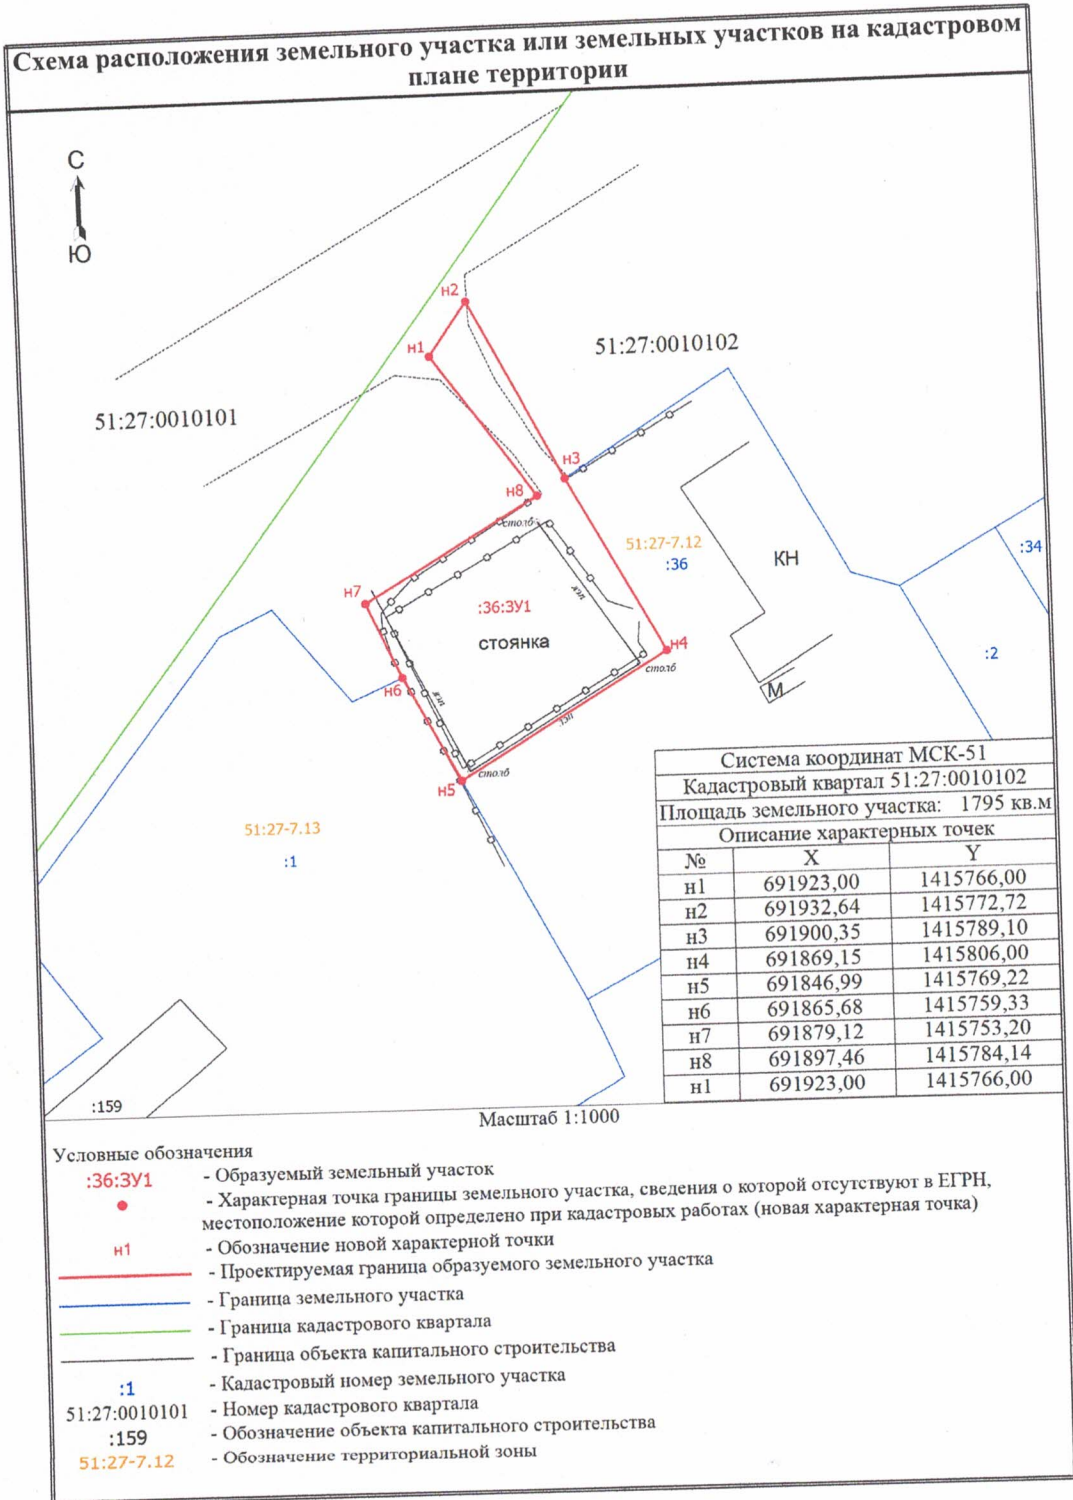 Схема расположения земельного участка или земельных участков на кадастровом
плане территории
С
Ю
н2
н1
51:27:0010102
51:27:0010101
н3
н8
столб
51:27-7.12
:36
КН
:34
н7
лэп
:36:ЗУ1
СТОЯНКА
н4
столб
:2
н6
лэп
М
лэп
столб
н5
51:27-7.13
:1
Система координат МСК-51
Кадастровый квартал 51:27:0010102
Площадь земельного участка: 1795 кв.м
Описание характерных точек
№ X Y
н1 691923,00 1415766,00
н2 691932,64 1415772,72
н3 691900,35 1415789,10
н4 691869,15 1415806,00
н5 691846,99 1415769,22
н6 691865,68 1415759,33
н7 691879,12 1415753,20
н8 691897,46 1415784,14
н1 691923,00 1415766,00
:159
Масштаб 1:1000
Условные обозначения
:36:ЗУ1 - Образуемый земельный участок
- Характерная точка границы земельного участка, сведения о которой отсутствуют в ЕГРН,
местоположение которой определено при кадастровых работах (новая характерная точка)
н1 - Обозначение новой характерной точки
- Проектируемая граница образуемого земельного участка
- Граница земельного участка
- Граница кадастрового квартала
- Граница объекта капитального строительства
:1 - Кадастровый номер земельного участка
51:27:0010101 - Номер кадастрового квартала
:159 - Обозначение объекта капитального строительства
51:27-7.12 - Обозначение территориальной зоны